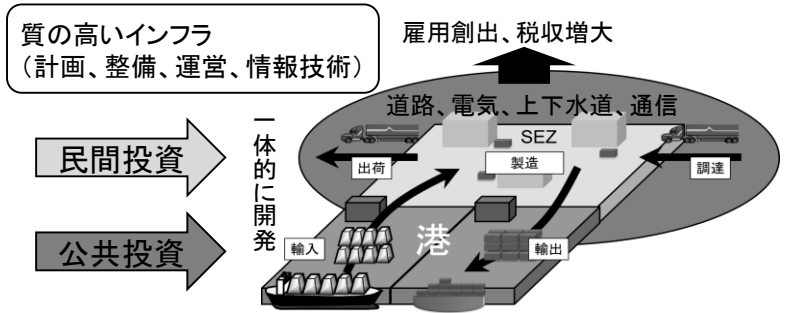 質の高いインフラ
（計画、整備、運営、情報技術）
雇用創出、税収増大
道路、電気、上下水道、通信
SEZ
民間投資
一体的に開発
出荷
製造
調達
公共投資
輸入
港
輸出